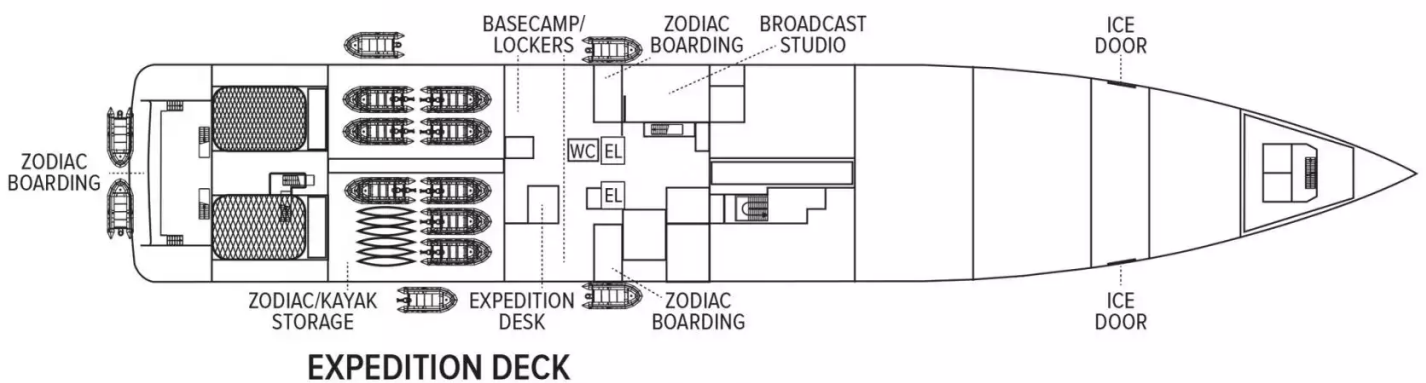 BASECAMP/
LOCKERS
ZODIAC
BOARDING
BROADCAST
STUDIO
ICE
DOOR
WC
EL
ZODIAC
BOARDING
EL
ZODIAC/KAYAK
STORAGE
EXPEDITION
DESK
ZODIAC
BOARDING
ICE
DOOR
EXPEDITION DECK